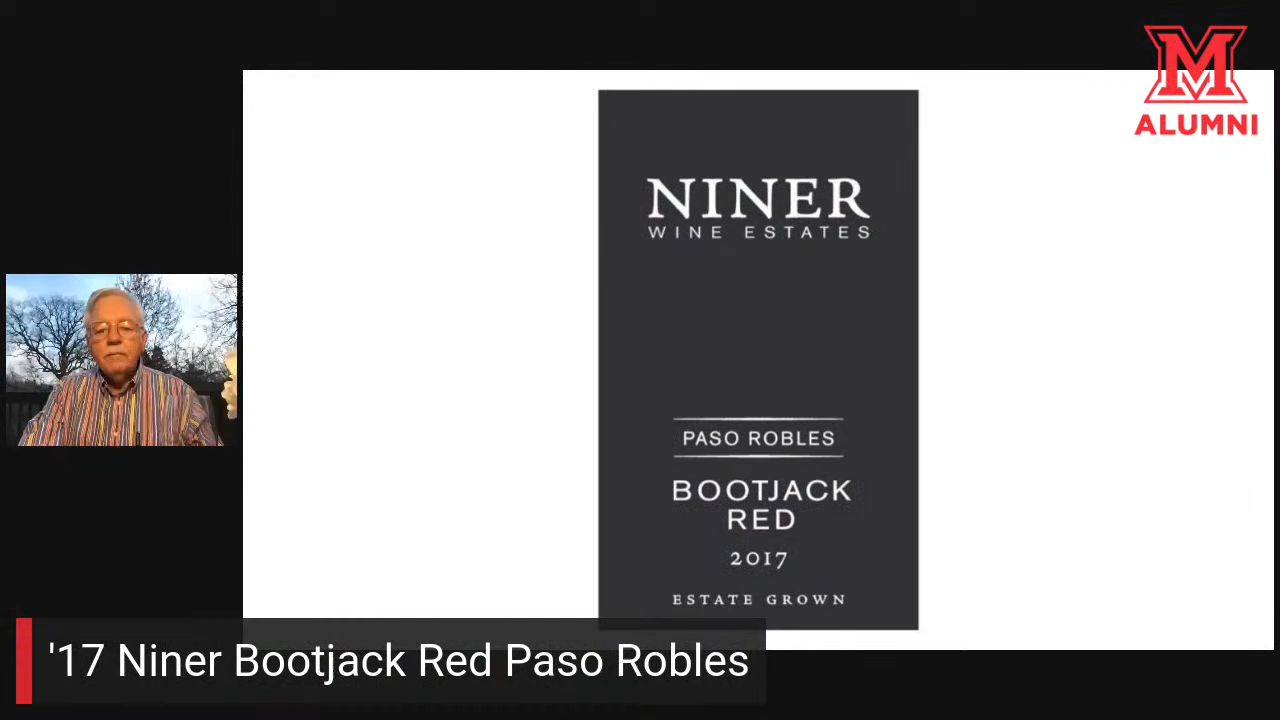 M
ALUMNI
NINER
WINE ESTATES
PASO ROBLES
BOOTJACK
RED
2017
ESTATE GROWN
'17 Niner Bootjack Red Paso Robles